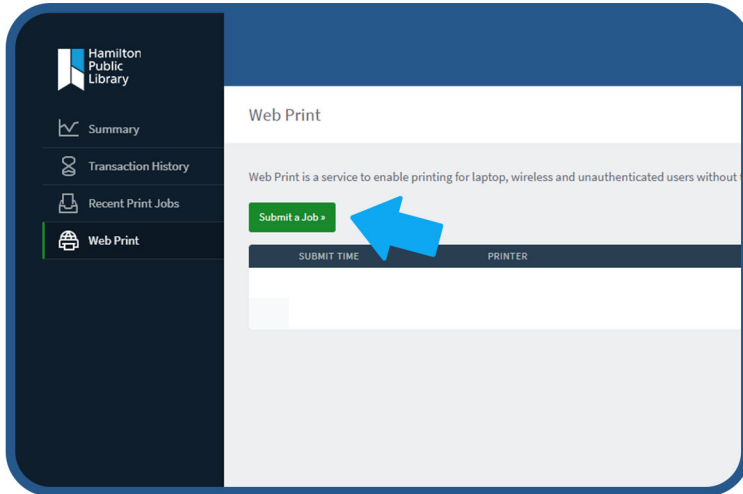 Hamilton
Public
Library
Summary
Transaction History
Recent Print Jobs
Web Print
Web Print
Web Print is a service to enable printing for laptop, wireless and unauthenticated users without
Submit a Job »
SUBMIT TIME PRINTER